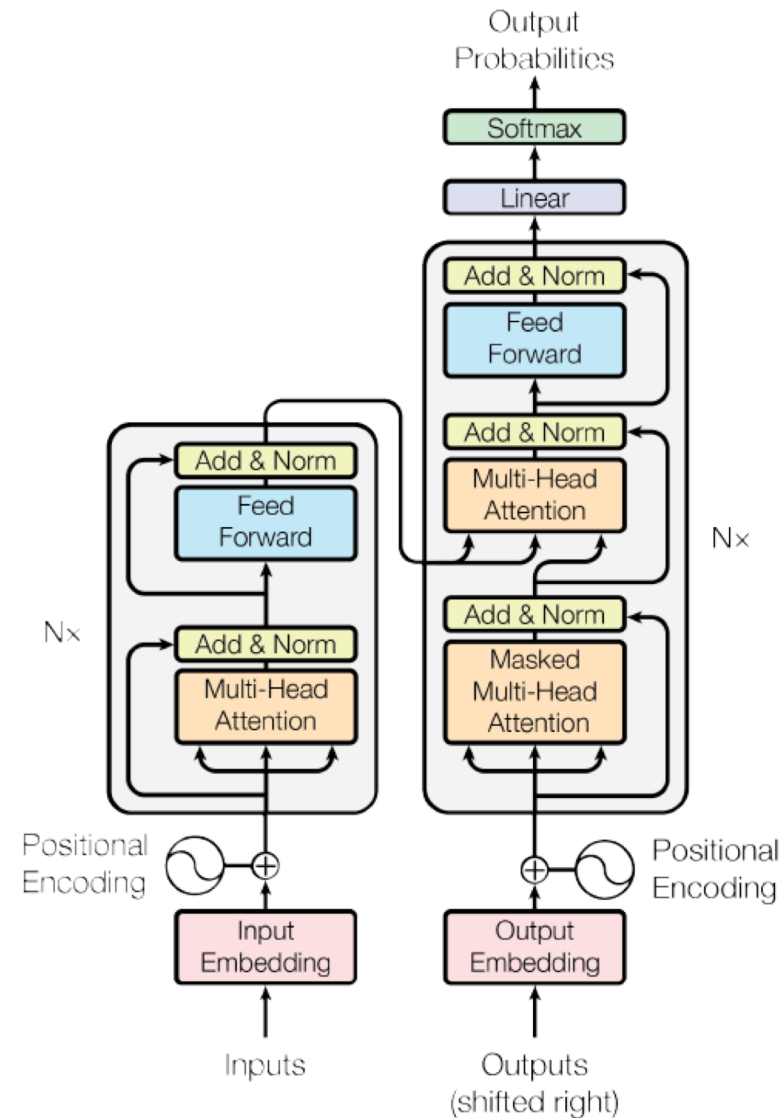 Output
Probabilities
Softmax
Linear
Add & Norm
Feed
Forward
Add & Norm
Multi-Head
Attention
Nx
Add & Norm
Masked
Multi-Head
Attention
Add & Norm
Feed
Forward
Nx
Add & Norm
Multi-Head
Attention
Positional
Encoding
Positional
Encoding
Input
Embedding
Output
Embedding
Inputs
Outputs
(shifted right)